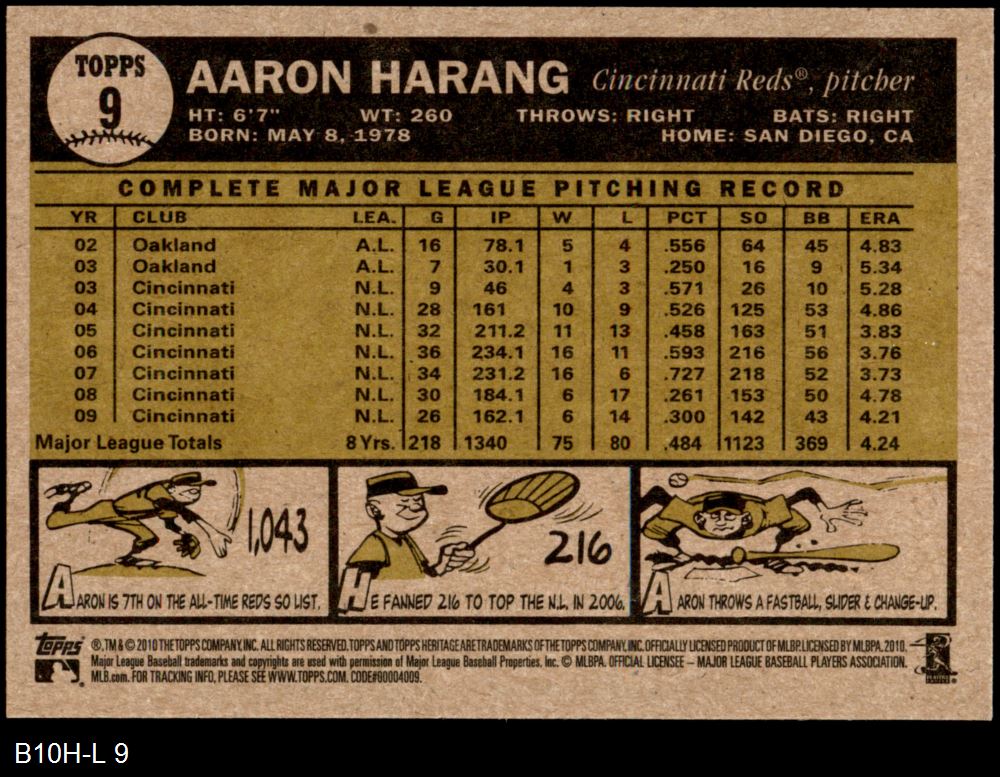 TOPPS
9
AARON HARANG Cincinnati Reds®, pitcher
HT: 6'7" WT: 260 THROWS: RIGHT BATS: RIGHT
BORN: MAY 8, 1978 HOME: SAN DIEGO, CA
COMPLETE MAJOR LEAGUE PITCHING RECORD
YR CLUB LEA. G IP W L PCT SO BB ERA
02 Oakland A.L. 16 78.1 5 4 .556 64 45 4.83
03 Oakland A.L. 7 30.1 1 3 .250 16 9 5.34
03 Cincinnati N.L. 9 46 4 3 .571 26 10 5.28
04 Cincinnati N.L. 28 161 10 9 .526 125 53 4.86
05 Cincinnati N.L. 32 211.2 11 13 .458 163 51 3.83
06 Cincinnati N.L. 36 234.1 16 11 .593 216 56 3.76
07 Cincinnati N.L. 34 231.2 16 6 .727 218 52 3.73
08 Cincinnati N.L. 30 184.1 6 17 .261 153 50 4.78
09 Cincinnati N.L. 26 162.1 6 14 .300 142 43 4.21
Major League Totals 8 Yrs. 218 1340 75 80 .484 1123 369 4.24
1,043
AARON IS 7TH ON THE ALL-TIME REDS SO LIST.
216
HE FANNED 216 TO TOP THE N.L. IN 2006.
AARON THROWS A FASTBALL, SLIDER & CHANGE-UP.
Topps ®, TM & © 2010 THE TOPPS COMPANY, INC. ALL RIGHTS RESERVED. TOPPS AND TOPPS HERITAGE ARE TRADEMARKS OF THE TOPPS COMPANY, INC. OFFICIALLY LICENSED PRODUCT OF MLBP. LICENSED BY MLBPA, 2010.
Major League Baseball trademarks and copyrights are used with permission of Major League Baseball Properties, Inc. © MLBPA. OFFICIAL LICENSEE – MAJOR LEAGUE BASEBALL PLAYERS ASSOCIATION.
MLB.com. FOR TRACKING INFO, PLEASE SEE WWW.TOPPS.COM. CODE#00004009.
B10H-L 9